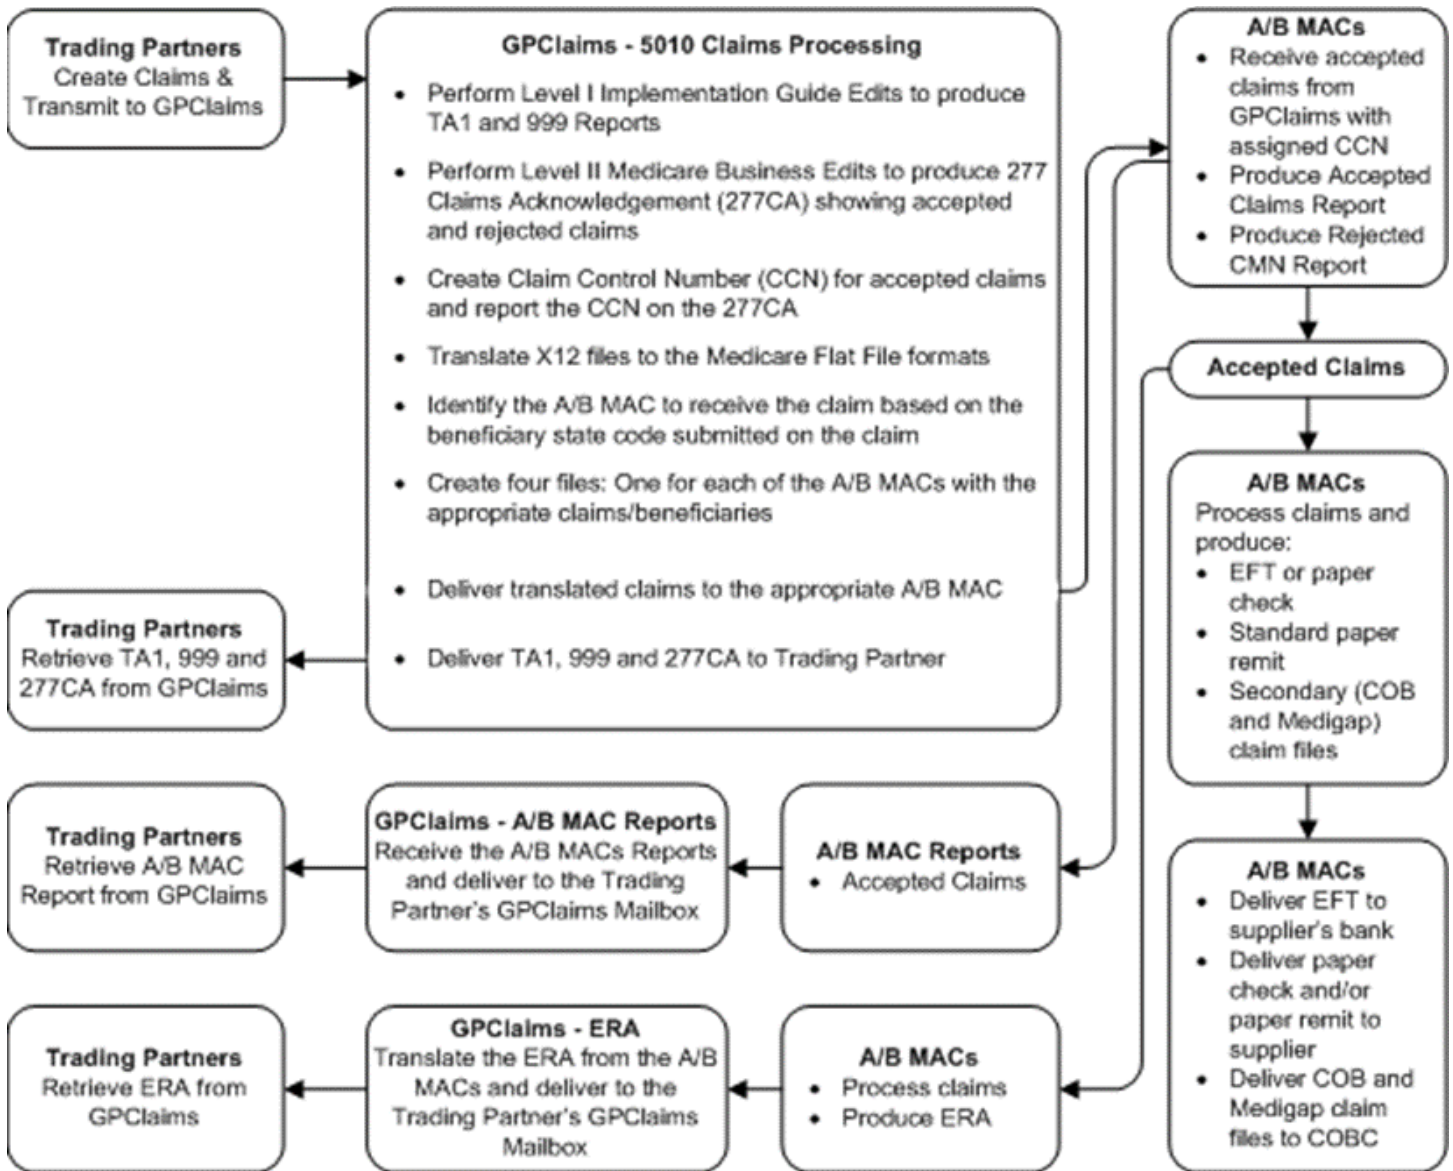 Trading Partners
Create Claims &
Transmit to GPClaims
GPClaims - 5010 Claims Processing
• Perform Level I Implementation Guide Edits to produce
TA1 and 999 Reports
• Perform Level II Medicare Business Edits to produce 277
Claims Acknowledgement (277CA) showing accepted
and rejected claims
• Create Claim Control Number (CCN) for accepted claims
and report the CCN on the 277CA
• Translate X12 files to the Medicare Flat File formats
• Identify the A/B MAC to receive the claim based on the
beneficiary state code submitted on the claim
• Create four files: One for each of the A/B MACs with the
appropriate claims/beneficiaries
• Deliver translated claims to the appropriate A/B MAC
• Deliver TA1, 999 and 277CA to Trading Partner
A/B MACs
• Receive accepted
claims from
GPClaims with
assigned CCN
• Produce Accepted
Claims Report
• Produce Rejected
CMN Report
Accepted Claims
A/B MACs
Process claims and
produce:
• EFT or paper
check
• Standard paper
remit
• Secondary (COB
and Medigap)
claim files
A/B MACs
• Deliver EFT to
supplier's bank
• Deliver paper
check and/or
paper remit to
supplier
• Deliver COB and
Medigap claim
files to COBC
Trading Partners
Retrieve TA1, 999 and
277CA from GPClaims
Trading Partners
Retrieve A/B MAC
Report from GPClaims
GPClaims - A/B MAC Reports
Receive the A/B MACs Reports
and deliver to the Trading
Partner's GPClaims Mailbox
A/B MAC Reports
• Accepted Claims
Trading Partners
Retrieve ERA from
GPClaims
GPClaims - ERA
Translate the ERA from the A/B
MACs and deliver to the
Trading Partner's GPClaims
Mailbox
A/B MACs
• Process claims
• Produce ERA